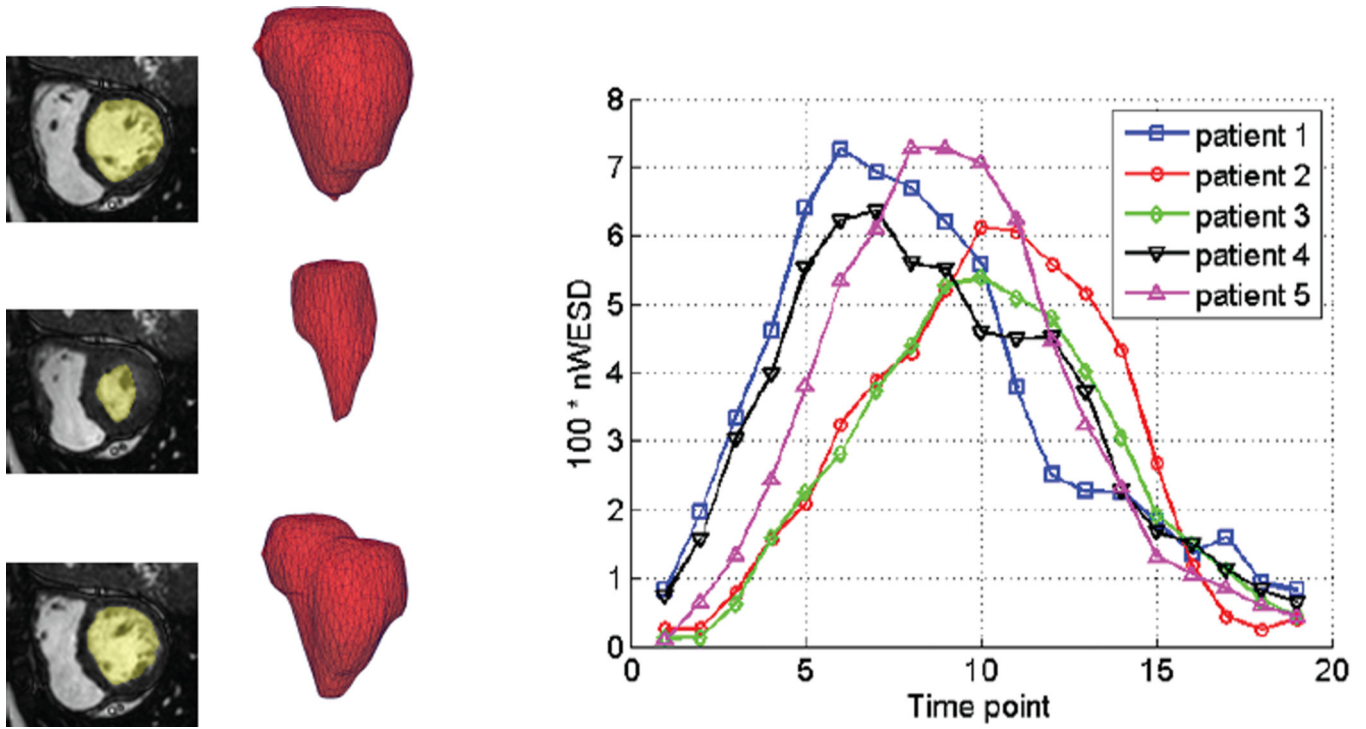 8
7
6
5
4
3
2
1
0
100 * nWESD
patient 1
patient 2
patient 3
patient 4
patient 5
0 5 10 15 20
Time point